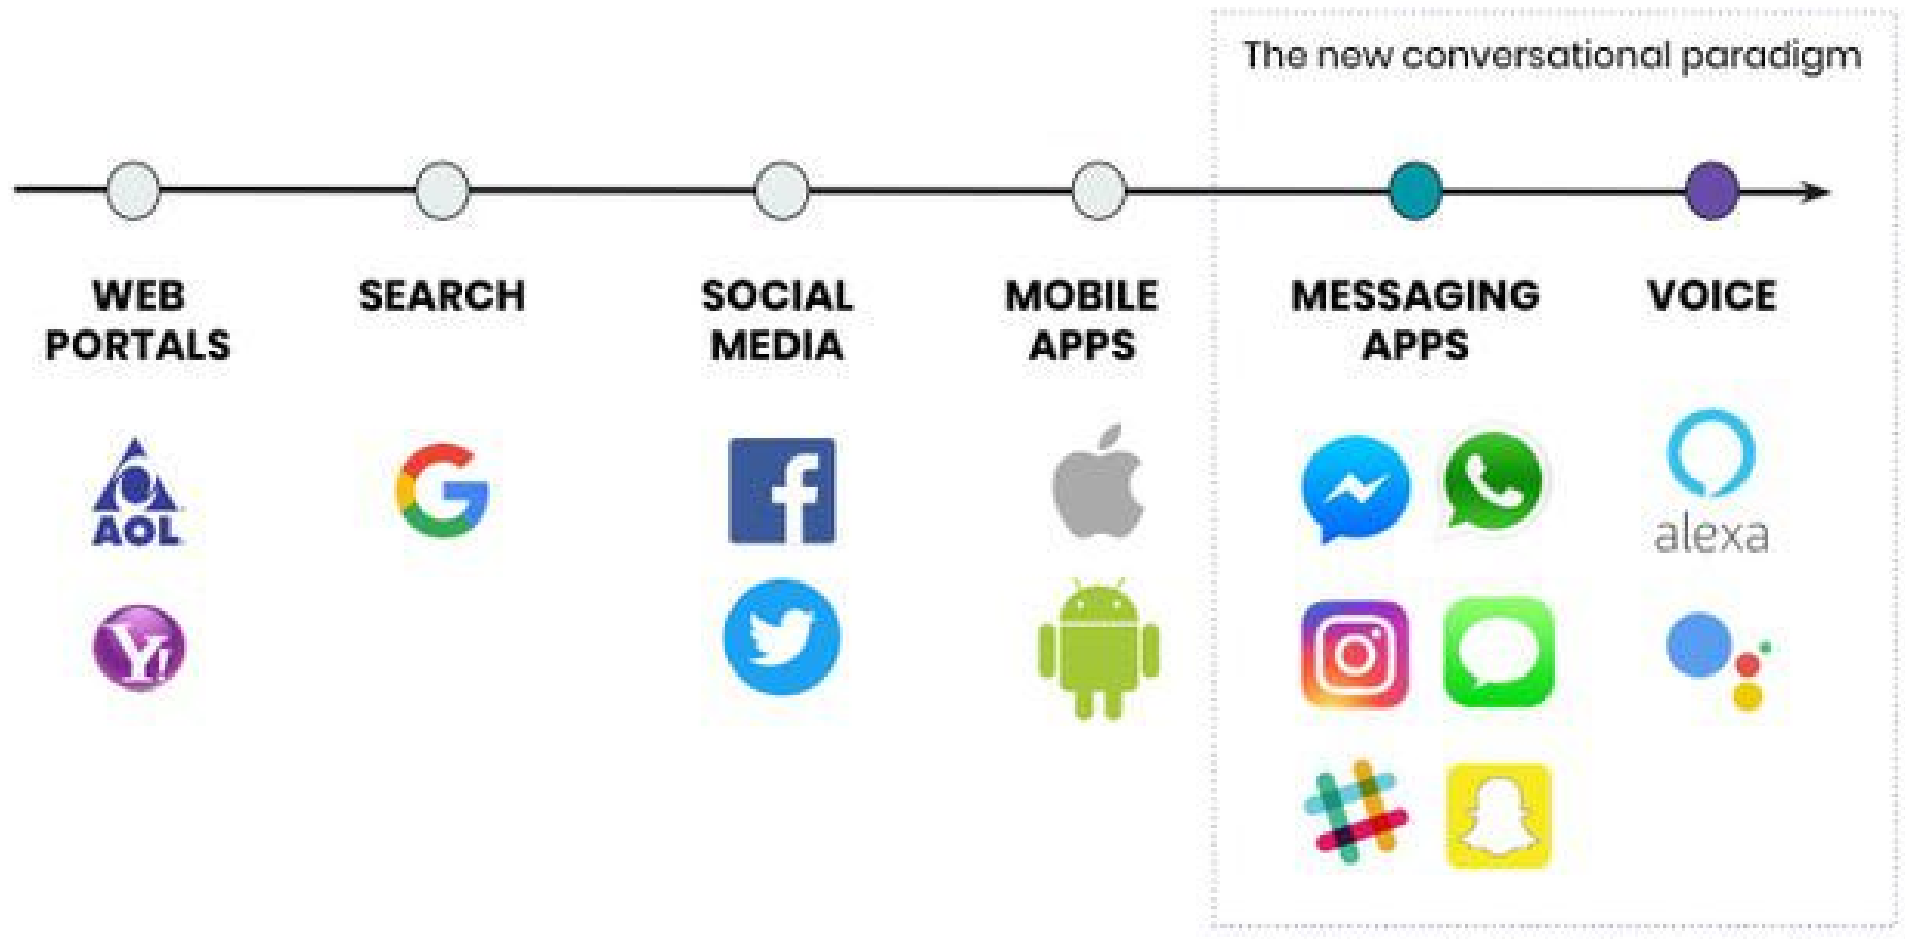 The new conversational paradigm
WEB
PORTALS
SEARCH
SOCIAL
MEDIA
MOBILE
APPS
MESSAGING
APPS
VOICE
AOL
Y!
alexa